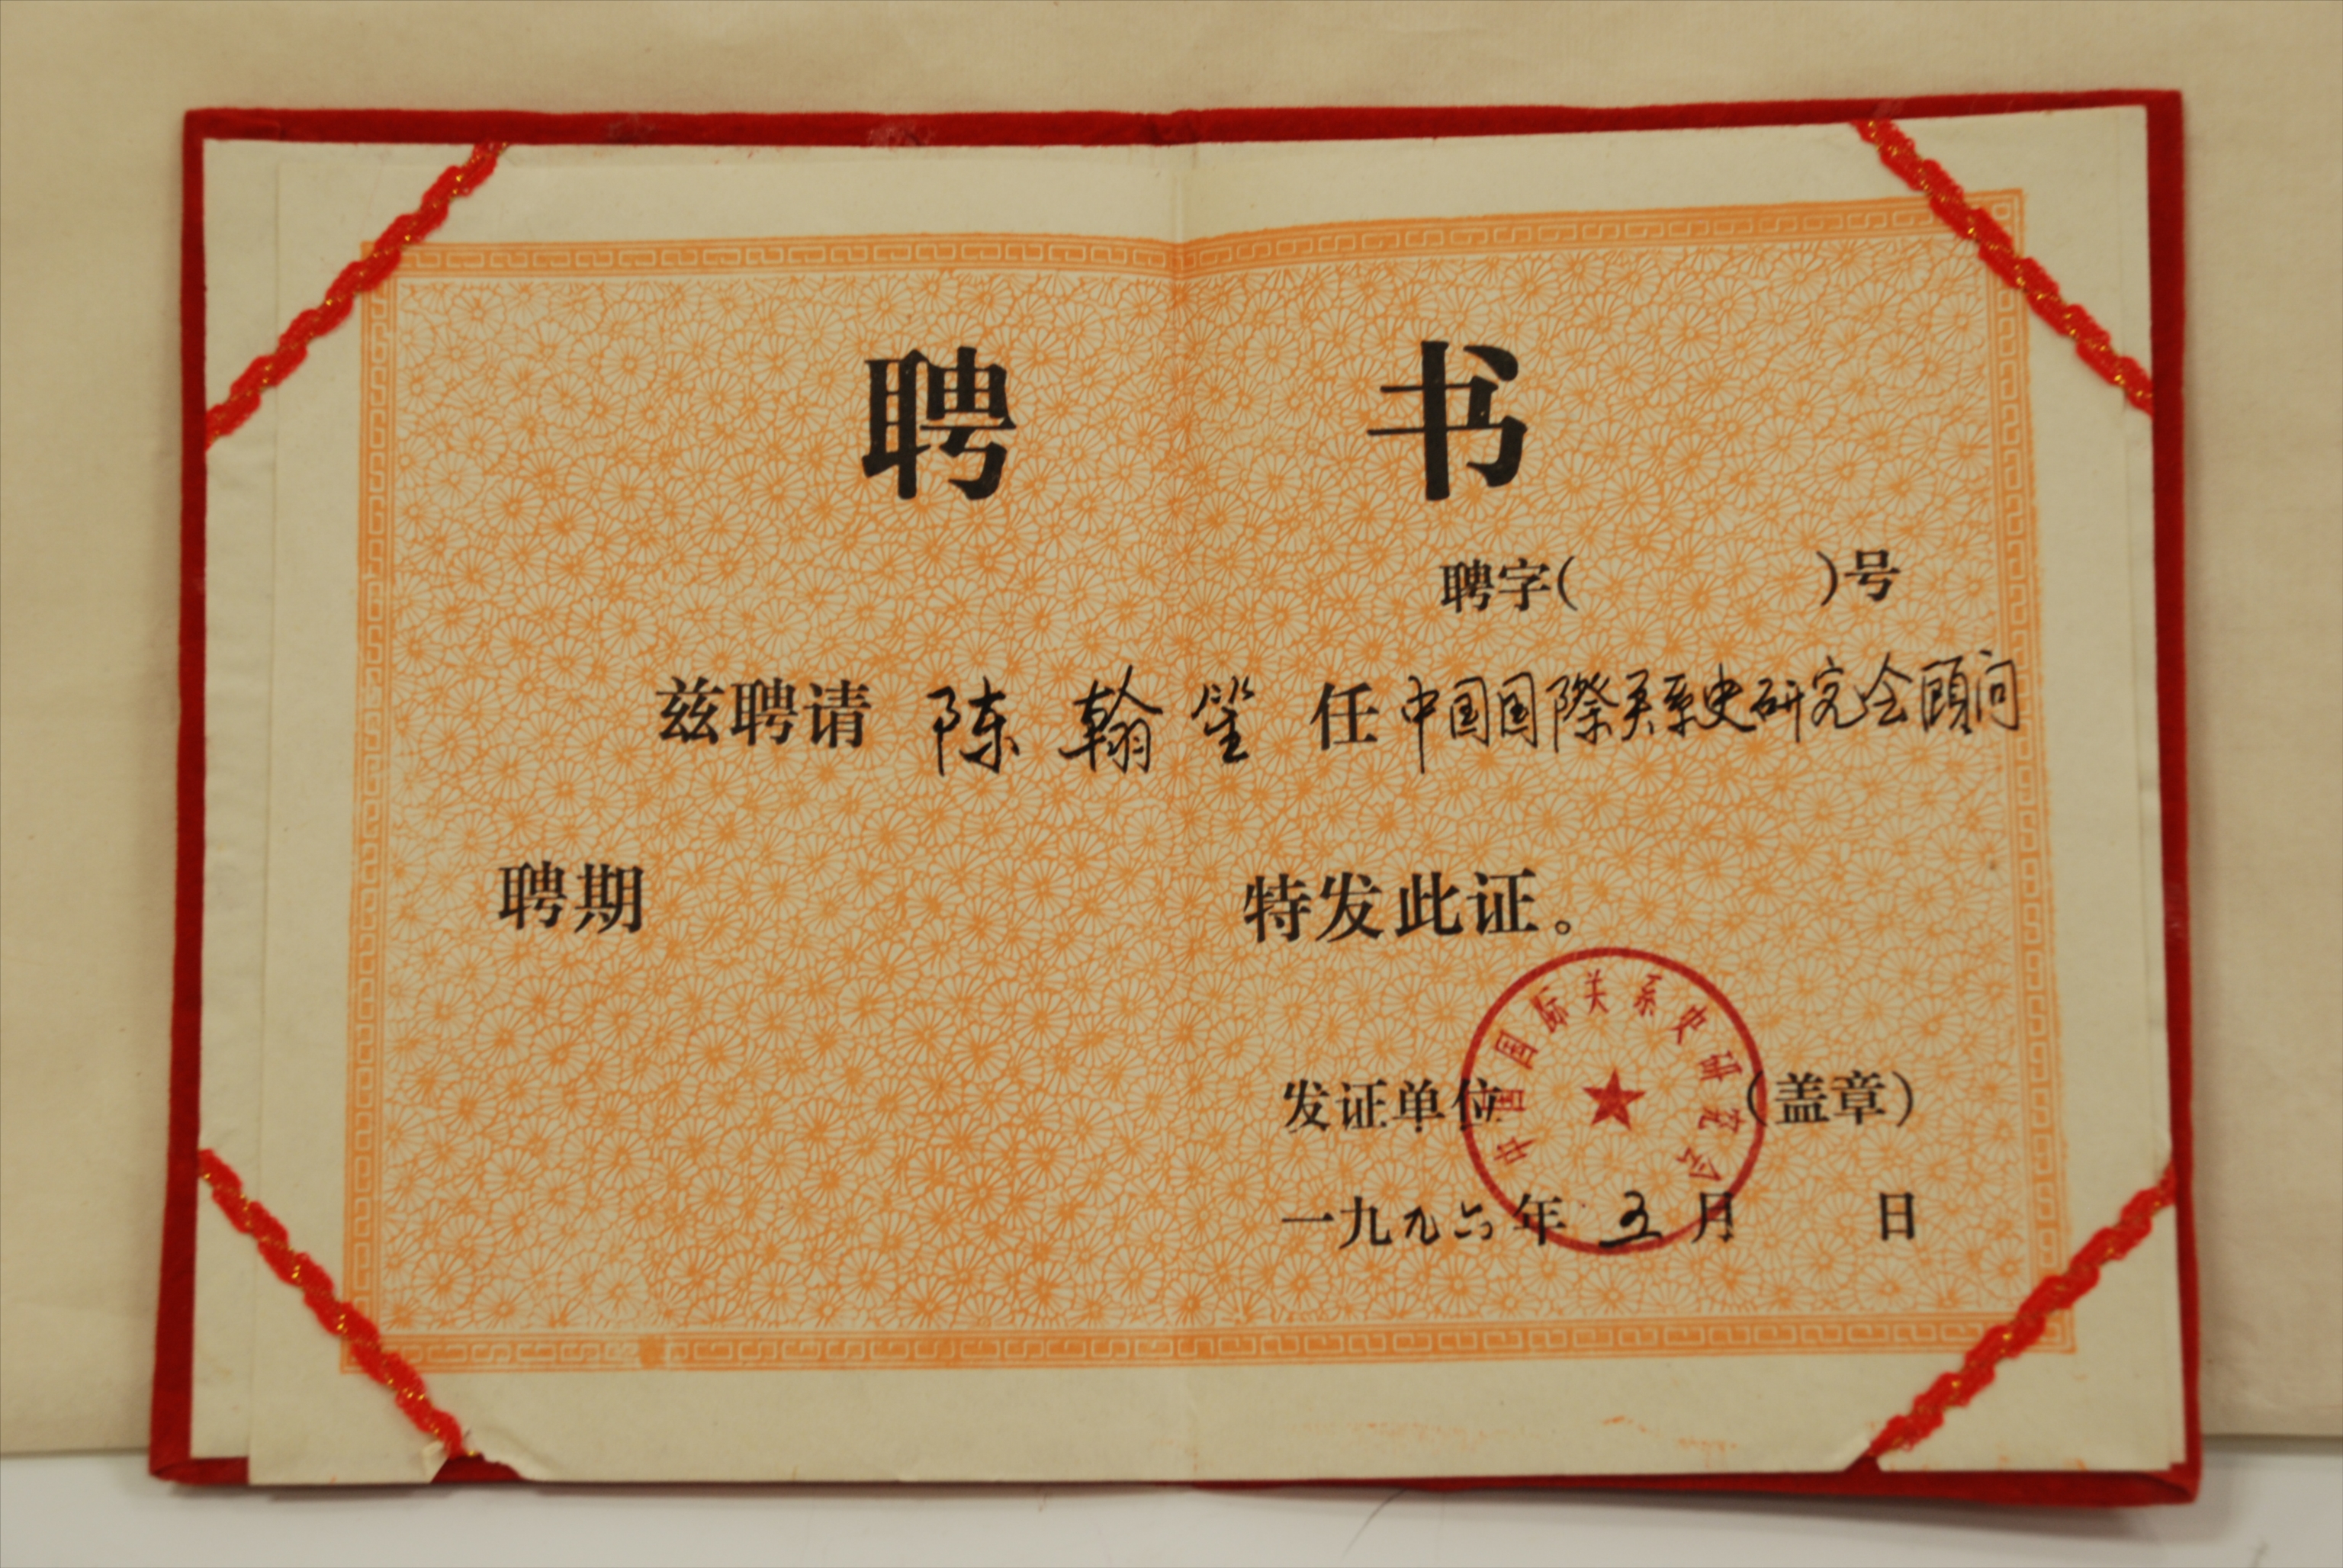 聘书
聘字( )号
兹聘请 陈翰笙 任 中国国際关系史研究会顧问
聘期 特发此证。
中国国际关系史研究会
发证单位 (盖章)
一九九六年五月 日